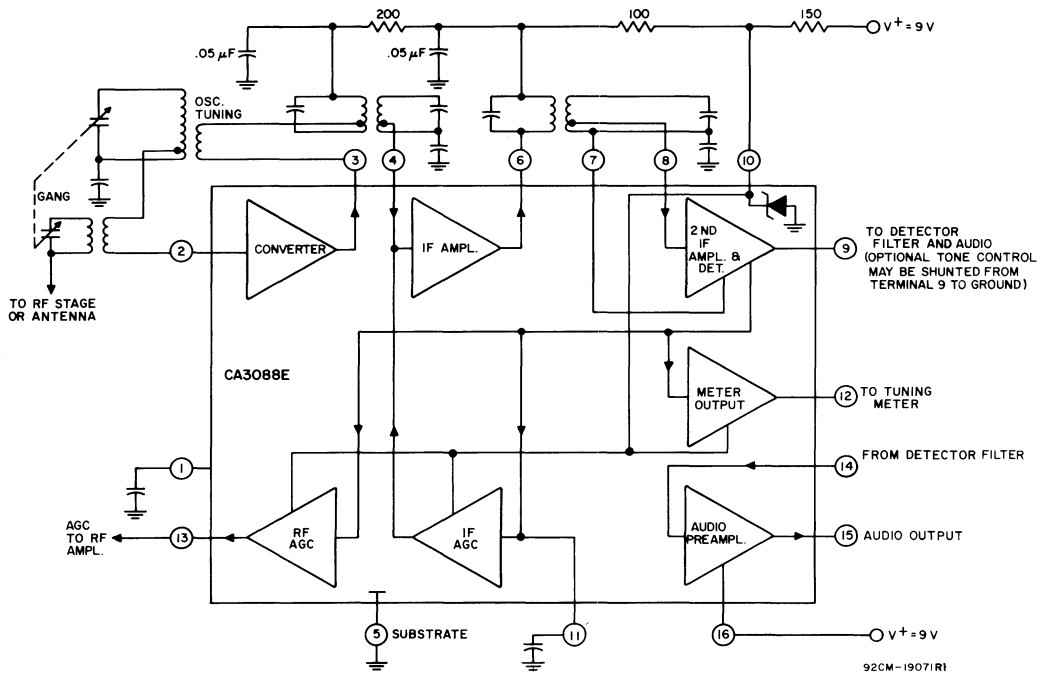 200
100
150
V+ = 9V
.05 µF
.05 µF
OSC.
TUNING
GANG
3
4
6
7
8
10
2
CONVERTER
IF AMPL.
2 ND
IF
AMPL. &
DET.
9
TO DETECTOR
FILTER AND AUDIO
(OPTIONAL TONE CONTROL
MAY BE SHUNTED FROM
TERMINAL 9 TO GROUND)
TO RF STAGE
OR ANTENNA
CA3088E
METER
OUTPUT
12
TO TUNING
METER
1
14
FROM DETECTOR FILTER
AGC
TO RF
AMPL.
13
RF
AGC
IF
AGC
AUDIO
PREAMPL.
15
AUDIO OUTPUT
5
SUBSTRATE
11
16
V+ = 9V
92CM-19071R1